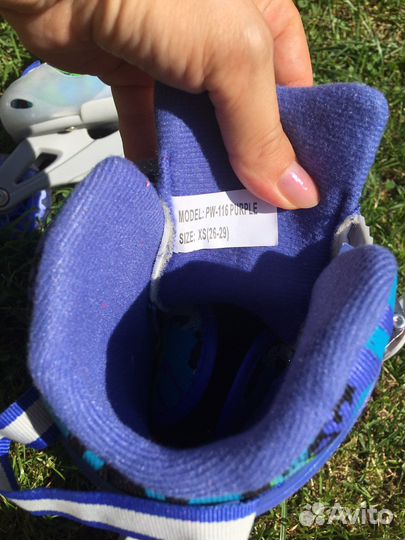 MODEL: PW-116 PURPLE
SIZE: XS(26-29)
Avito